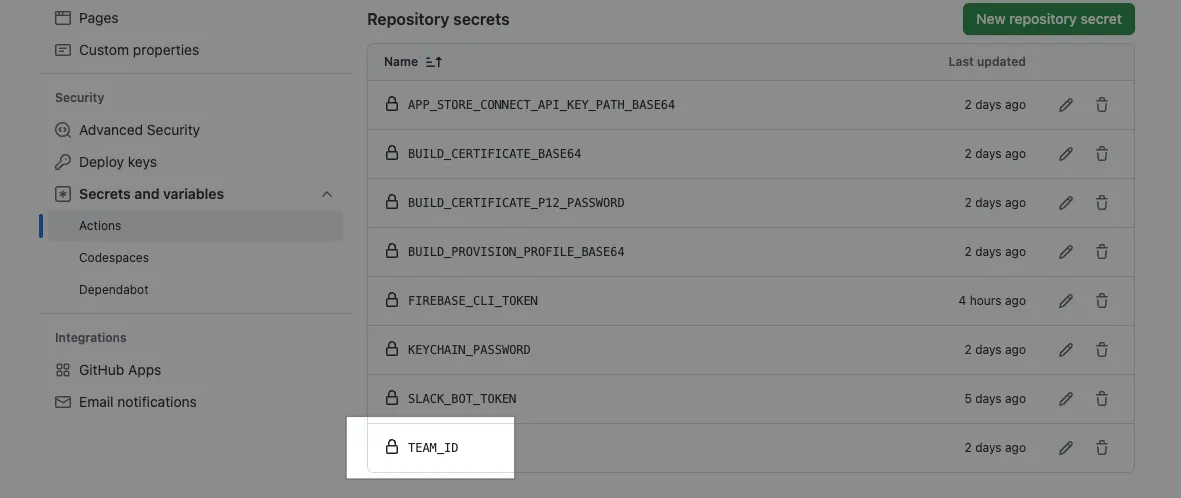 Pages
Custom properties
Security
Advanced Security
Deploy keys
Secrets and variables
Actions
Codespaces
Dependabot
Integrations
GitHub Apps
Email notifications
Repository secrets
New repository secret
Name Last updated
APP_STORE_CONNECT_API_KEY_PATH_BASE64 2 days ago
BUILD_CERTIFICATE_BASE64 2 days ago
BUILD_CERTIFICATE_P12_PASSWORD 2 days ago
BUILD_PROVISION_PROFILE_BASE64 2 days ago
FIREBASE_CLI_TOKEN 4 hours ago
KEYCHAIN_PASSWORD 2 days ago
SLACK_BOT_TOKEN 5 days ago
TEAM_ID 2 days ago